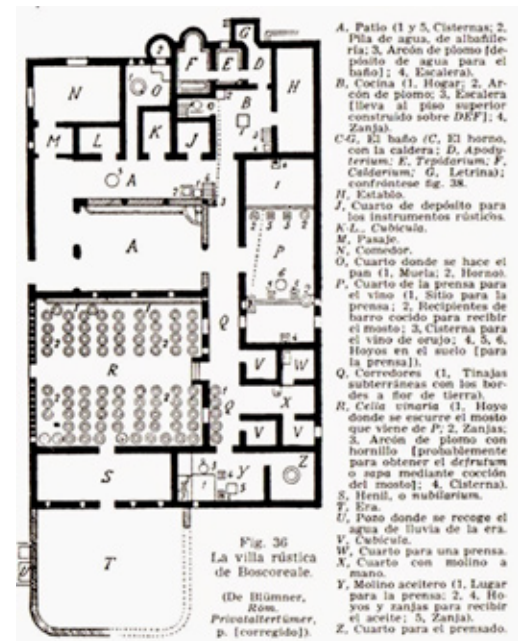 A, Patio (1 y 5, Cisternas; 2,
Pila de agua, de albañile-
ría; 3, Arcón de plomo [de-
pósito de agua para el
baño]; 4, Escalera).
B, Cocina (1, Hogar; 2, Ar-
cón de plomo; 3, Escalera
[lleva al piso superior
construido sobre DEF]; 4,
Zanja).
C-G, El baño (C, El horno,
con la caldera; D, Apody-
terium; E, Tepidarium; F,
Caldarium; G, Letrina);
confróntese fig. 38.
H, Establo.
J, Cuarto de depósito para
los instrumentos rústicos.
K-L., Cubicula.
M, Pasaje.
N, Comedor.
O, Cuarto donde se hace el
pan (1, Muela; 2, Horno).
P, Cuarto de la prensa para
el vino (1, Sitio para la
prensa; 2, Recipientes de
barro cocido para recibir
el mosto; 3, Cisterna para
el vino de orujo; 4, 5, 6,
Hoyos en el suelo [para
la prensa]).
Q, Corredores (1, Tinajas
subterráneas con los bor-
des a flor de tierra).
R, Cella vinaria (1, Hoyo
donde se escurre el mosto
que viene de P; 2, Zanjas;
3, Arcón de plomo con
hornillo [probablemente
para obtener el defrutum
o sapa mediante cocción
del mosto]; 4, Cisterna).
S, Henil, o nubilarium.
T, Era.
U, Pozo donde se recoge el
agua de lluvia de la era.
V, Cubicula.
W, Cuarto para una prensa.
X, Cuarto con molino a
mano.
Y, Molino aceitero (1, Lugar
para la prensa; 2, 4, Ho-
yos y zanjas para recibir
el aceite; 5, Zanja).
Z, Cuarto para el prensado.
Fig. 36
La villa rústica
de Boscoreale.
(De Blümner,
Röm.
Privataltertümer,
p. [corregido]).
G
F
E
D
N
O
B
H
M
L
K
J
A
A
P
Q
R
V
W
X
Q
V
V
S
Y
Z
T
U